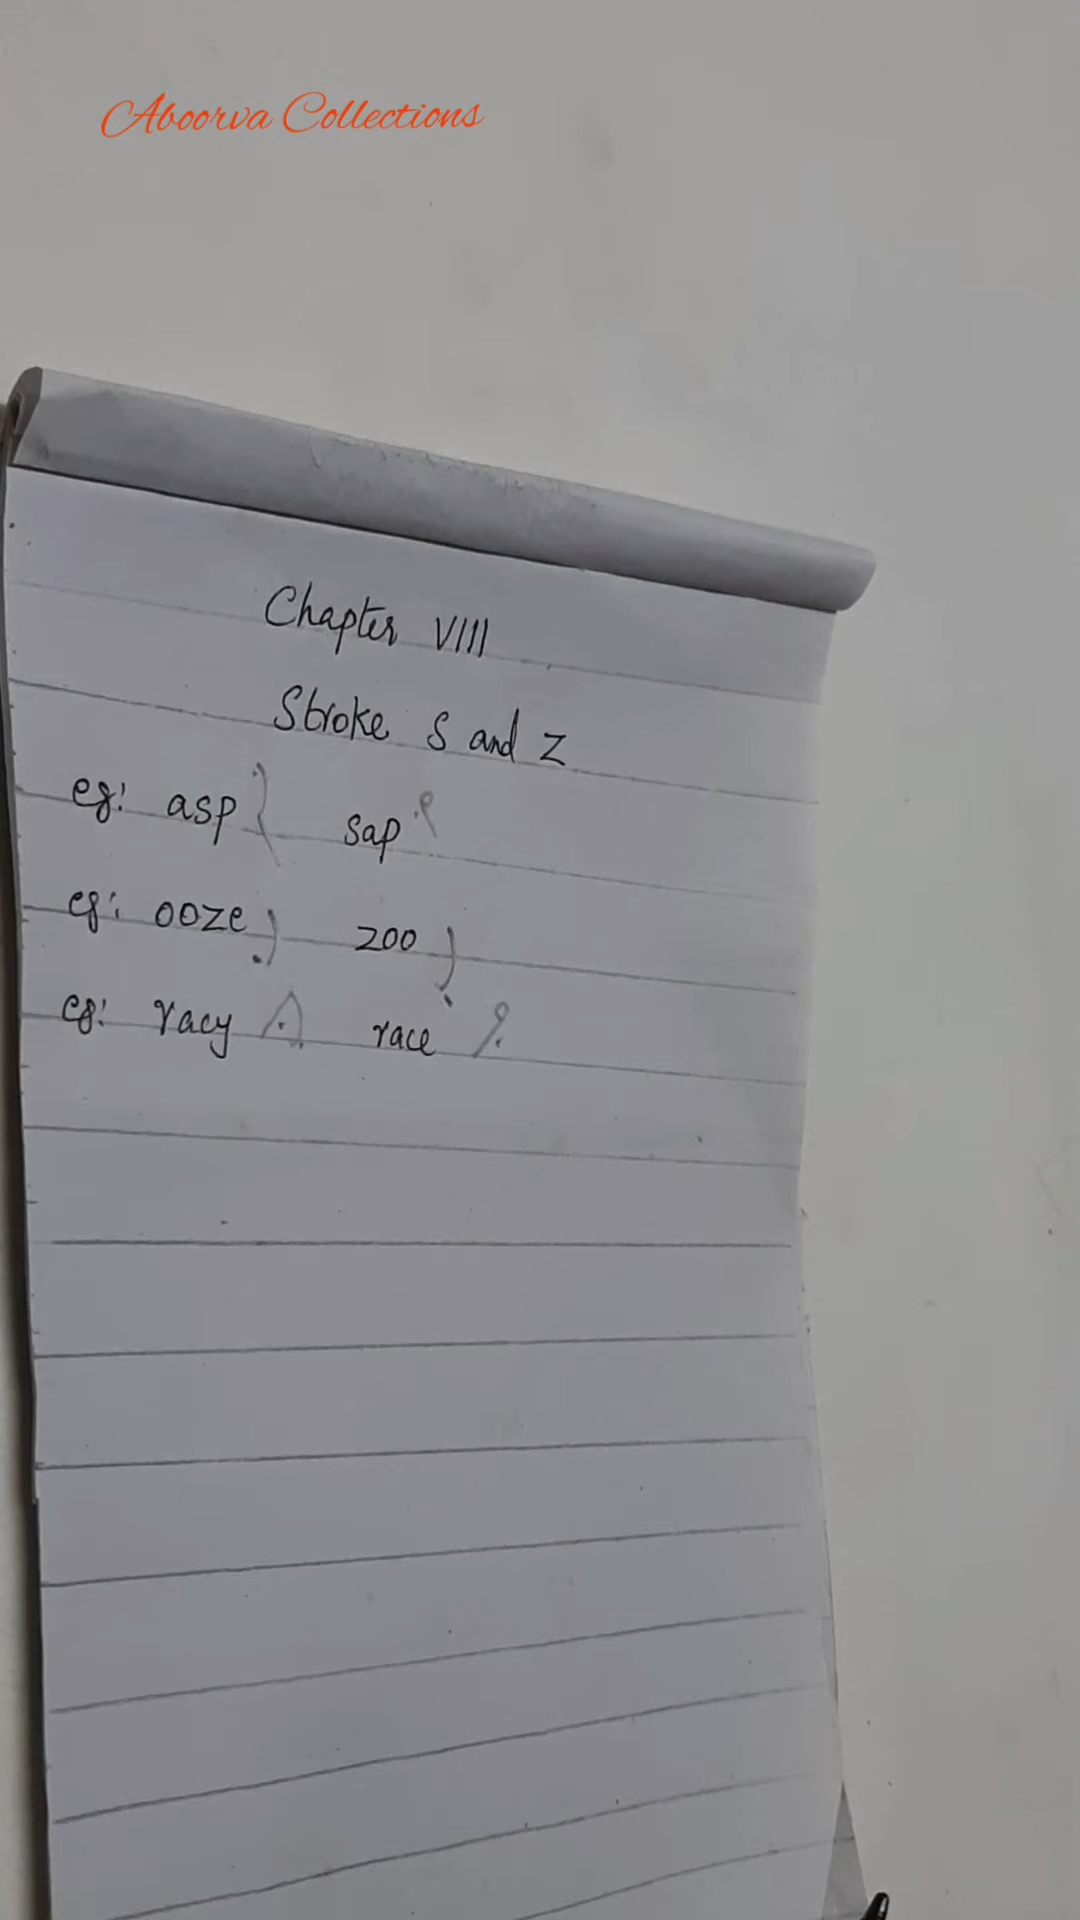 Aboorva Collections
Chapter VIII
Stroke S and Z
eg: asp sap
eg: ooze zoo
eg: racy race